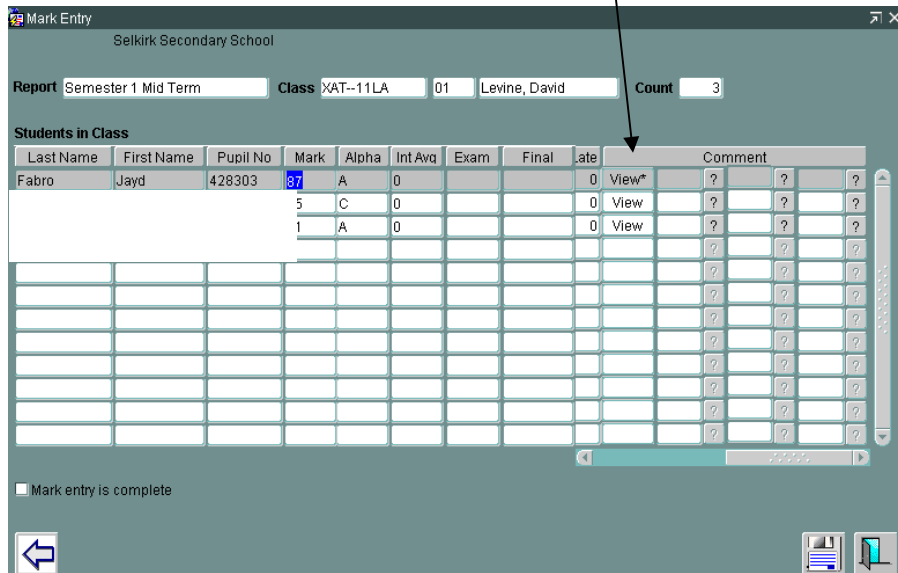 Mark Entry
Selkirk Secondary School
Report Semester 1 Mid Term Class XAT--11LA 01 Levine, David Count 3
Students in Class
Last Name First Name Pupil No Mark Alpha Int Avg Exam Final Late Comment
Fabro Jayd 428303 87 A 0 0 View* ? ? ?
5 C 0 0 View ? ? ?
1 A 0 0 View ? ? ?
? ? ?
? ? ?
? ? ?
? ? ?
? ? ?
? ? ?
? ? ?
? ? ?
? ? ?
Mark entry is complete